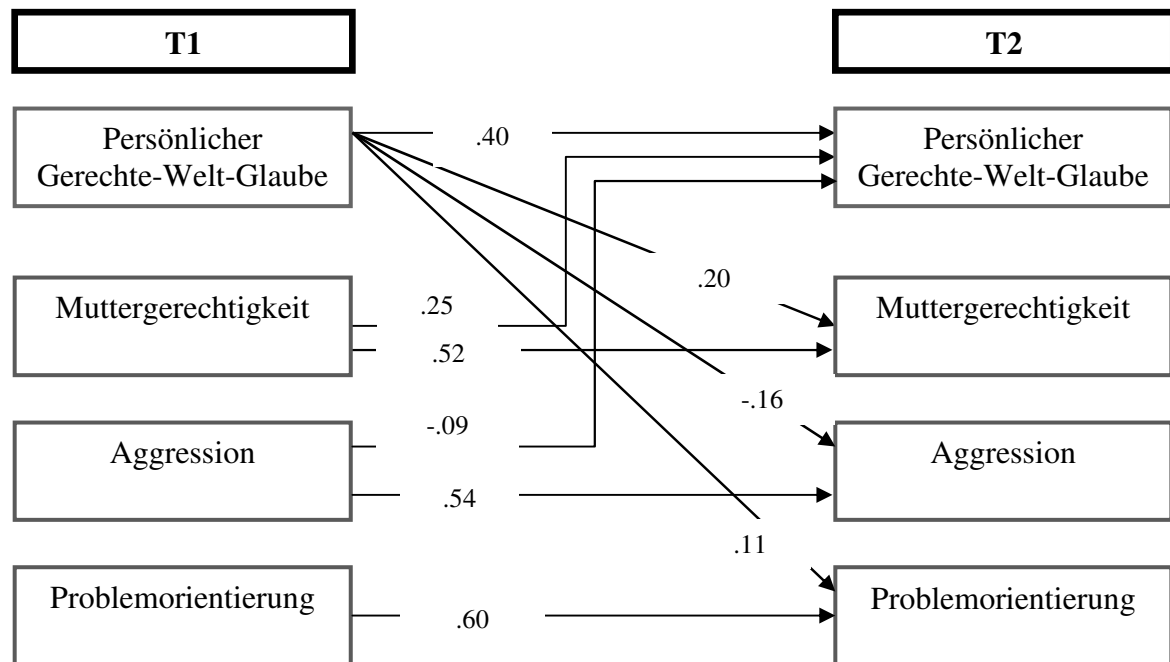 T1
T2
Persönlicher
Gerechte-Welt-Glaube
.40
Persönlicher
Gerechte-Welt-Glaube
Muttergerechtigkeit
.25
.52
.20
Muttergerechtigkeit
Aggression
-.09
.54
-.16
Aggression
Problemorientierung
.60
.11
Problemorientierung